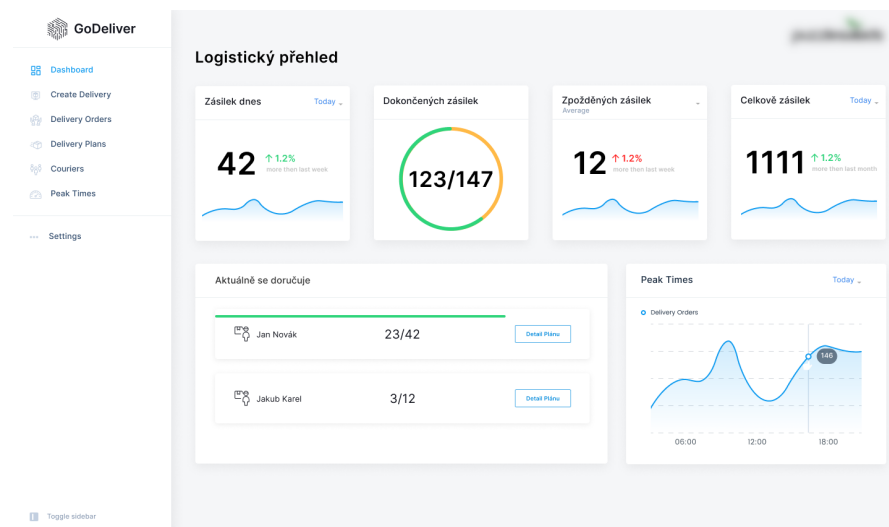 GoDeliver
Dashboard
Create Delivery
Delivery Orders
Delivery Plans
Couriers
Peak Times
Settings
Toggle sidebar
Logistický přehled
Zásilek dnes
Today
42
↑ 1.2%
more then last week
Dokončených zásilek
123/147
Zpožděných zásilek
Average
12
↑ 1.2%
more then last week
Celkově zásilek
Today
1111
↑ 1.2%
more then last month
Aktuálně se doručuje
Jan Novák
23/42
Detail Plánu
Jakub Karel
3/12
Detail Plánu
Peak Times
Today
Delivery Orders
146
06:00
12:00
18:00